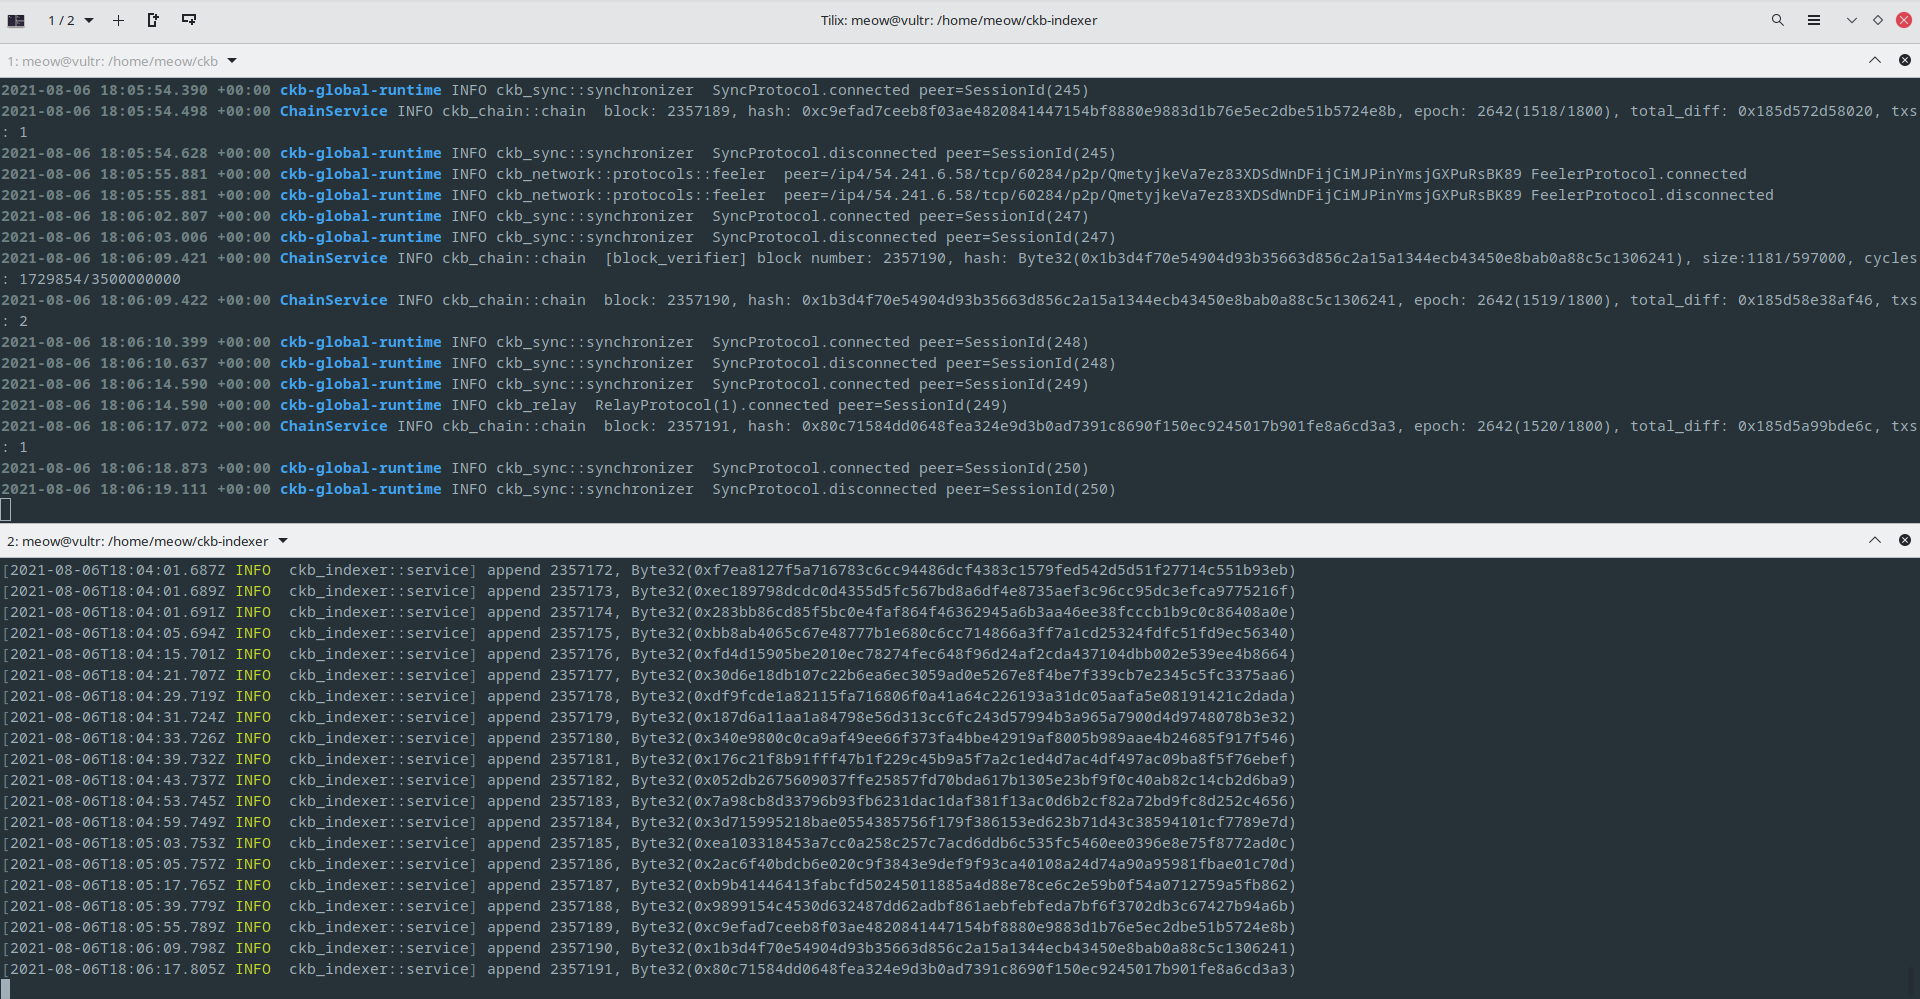 1 / 2
Tilix: meow@vultr: /home/meow/ckb-indexer
1: meow@vultr: /home/meow/ckb
2021-08-06 18:05:54.390 +00:00 ckb-global-runtime INFO ckb_sync::synchronizer  SyncProtocol.connected peer=SessionId(245)
2021-08-06 18:05:54.498 +00:00 ChainService INFO ckb_chain::chain  block: 2357189, hash: 0xc9efad7ceeb8f03ae4820841447154bf8880e9883d1b76e5ec2dbe51b5724e8b, epoch: 2642(1518/1800), total_diff: 0x185d572d58020, txs
: 1
2021-08-06 18:05:54.628 +00:00 ckb-global-runtime INFO ckb_sync::synchronizer  SyncProtocol.disconnected peer=SessionId(245)
2021-08-06 18:05:55.881 +00:00 ckb-global-runtime INFO ckb_network::protocols::feeler  peer=/ip4/54.241.6.58/tcp/60284/p2p/QmetyjkeVa7ez83XDSdWnDFijCiMJPinYmsjGXPuRsBK89 FeelerProtocol.connected
2021-08-06 18:05:55.881 +00:00 ckb-global-runtime INFO ckb_network::protocols::feeler  peer=/ip4/54.241.6.58/tcp/60284/p2p/QmetyjkeVa7ez83XDSdWnDFijCiMJPinYmsjGXPuRsBK89 FeelerProtocol.disconnected
2021-08-06 18:06:02.807 +00:00 ckb-global-runtime INFO ckb_sync::synchronizer  SyncProtocol.connected peer=SessionId(247)
2021-08-06 18:06:03.006 +00:00 ckb-global-runtime INFO ckb_sync::synchronizer  SyncProtocol.disconnected peer=SessionId(247)
2021-08-06 18:06:09.421 +00:00 ChainService INFO ckb_chain::chain  [block_verifier] block number: 2357190, hash: Byte32(0x1b3d4f70e54904d93b35663d856c2a15a1344ecb43450e8bab0a88c5c1306241), size:1181/597000, cycles
: 1729854/3500000000
2021-08-06 18:06:09.422 +00:00 ChainService INFO ckb_chain::chain  block: 2357190, hash: 0x1b3d4f70e54904d93b35663d856c2a15a1344ecb43450e8bab0a88c5c1306241, epoch: 2642(1519/1800), total_diff: 0x185d58e38af46, txs
: 2
2021-08-06 18:06:10.399 +00:00 ckb-global-runtime INFO ckb_sync::synchronizer  SyncProtocol.connected peer=SessionId(248)
2021-08-06 18:06:10.637 +00:00 ckb-global-runtime INFO ckb_sync::synchronizer  SyncProtocol.disconnected peer=SessionId(248)
2021-08-06 18:06:14.590 +00:00 ckb-global-runtime INFO ckb_sync::synchronizer  SyncProtocol.connected peer=SessionId(249)
2021-08-06 18:06:14.590 +00:00 ckb-global-runtime INFO ckb_relay  RelayProtocol(1).connected peer=SessionId(249)
2021-08-06 18:06:17.072 +00:00 ChainService INFO ckb_chain::chain  block: 2357191, hash: 0x80c71584dd0648fea324e9d3b0ad7391c8690f150ec9245017b901fe8a6cd3a3, epoch: 2642(1520/1800), total_diff: 0x185d5a99bde6c, txs
: 1
2021-08-06 18:06:18.873 +00:00 ckb-global-runtime INFO ckb_sync::synchronizer  SyncProtocol.connected peer=SessionId(250)
2021-08-06 18:06:19.111 +00:00 ckb-global-runtime INFO ckb_sync::synchronizer  SyncProtocol.disconnected peer=SessionId(250)
2: meow@vultr: /home/meow/ckb-indexer
[2021-08-06T18:04:01.687Z INFO  ckb_indexer::service] append 2357172, Byte32(0xf7ea8127f5a716783c6cc94486dcf4383c1579fed542d5d51f27714c551b93eb)
[2021-08-06T18:04:01.689Z INFO  ckb_indexer::service] append 2357173, Byte32(0xec189798dcdc0d4355d5fc567bd8a6df4e8735aef3c96cc95dc3efca9775216f)
[2021-08-06T18:04:01.691Z INFO  ckb_indexer::service] append 2357174, Byte32(0x283bb86cd85f5bc0e4faf864f46362945a6b3aa46ee38fcccb1b9c0c86408a0e)
[2021-08-06T18:04:05.694Z INFO  ckb_indexer::service] append 2357175, Byte32(0xbb8ab4065c67e48777b1e680c6cc714866a3ff7a1cd25324fdfc51fd9ec56340)
[2021-08-06T18:04:15.701Z INFO  ckb_indexer::service] append 2357176, Byte32(0xfd4d15905be2010ec78274fec648f96d24af2cda437104dbb002e539ee4b8664)
[2021-08-06T18:04:21.707Z INFO  ckb_indexer::service] append 2357177, Byte32(0x30d6e18db107c22b6ea6ec3059ad0e5267e8f4be7f339cb7e2345c5fc3375aa6)
[2021-08-06T18:04:29.719Z INFO  ckb_indexer::service] append 2357178, Byte32(0xdf9fcde1a82115fa716806f0a41a64c226193a31dc05aafa5e08191421c2dada)
[2021-08-06T18:04:31.724Z INFO  ckb_indexer::service] append 2357179, Byte32(0x187d6a11aa1a84798e56d313cc6fc243d57994b3a965a7900d4d9748078b3e32)
[2021-08-06T18:04:33.726Z INFO  ckb_indexer::service] append 2357180, Byte32(0x340e9800c0ca9af49ee66f373fa4bbe42919af8005b989aae4b24685f917f546)
[2021-08-06T18:04:39.732Z INFO  ckb_indexer::service] append 2357181, Byte32(0x176c21f8b91fff47b1f229c45b9a5f7a2c1ed4d7ac4df497ac09ba8f5f76ebef)
[2021-08-06T18:04:43.737Z INFO  ckb_indexer::service] append 2357182, Byte32(0x052db2675609037ffe25857fd70bda617b1305e23bf9f0c40ab82c14cb2d6ba9)
[2021-08-06T18:04:53.745Z INFO  ckb_indexer::service] append 2357183, Byte32(0x7a98cb8d33796b93fb6231dac1daf381f13ac0d6b2cf82a72bd9fc8d252c4656)
[2021-08-06T18:04:59.749Z INFO  ckb_indexer::service] append 2357184, Byte32(0x3d715995218bae0554385756f179f386153ed623b71d43c38594101cf7789e7d)
[2021-08-06T18:05:03.753Z INFO  ckb_indexer::service] append 2357185, Byte32(0xea103318453a7cc0a258c257c7acd6ddb6c535fc5460ee0396e8e75f8772ad0c)
[2021-08-06T18:05:05.757Z INFO  ckb_indexer::service] append 2357186, Byte32(0x2ac6f40bdcb6e020c9f3843e9def9f93ca40108a24d74a90a95981fbae01c70d)
[2021-08-06T18:05:17.765Z INFO  ckb_indexer::service] append 2357187, Byte32(0xb9b41446413fabcfd50245011885a4d88e78ce6c2e59b0f54a0712759a5fb862)
[2021-08-06T18:05:39.779Z INFO  ckb_indexer::service] append 2357188, Byte32(0x9899154c4530d632487dd62adbf861aebfebfeda7bf6f3702db3c67427b94a6b)
[2021-08-06T18:05:55.789Z INFO  ckb_indexer::service] append 2357189, Byte32(0xc9efad7ceeb8f03ae4820841447154bf8880e9883d1b76e5ec2dbe51b5724e8b)
[2021-08-06T18:06:09.798Z INFO  ckb_indexer::service] append 2357190, Byte32(0x1b3d4f70e54904d93b35663d856c2a15a1344ecb43450e8bab0a88c5c1306241)
[2021-08-06T18:06:17.805Z INFO  ckb_indexer::service] append 2357191, Byte32(0x80c71584dd0648fea324e9d3b0ad7391c8690f150ec9245017b901fe8a6cd3a3)